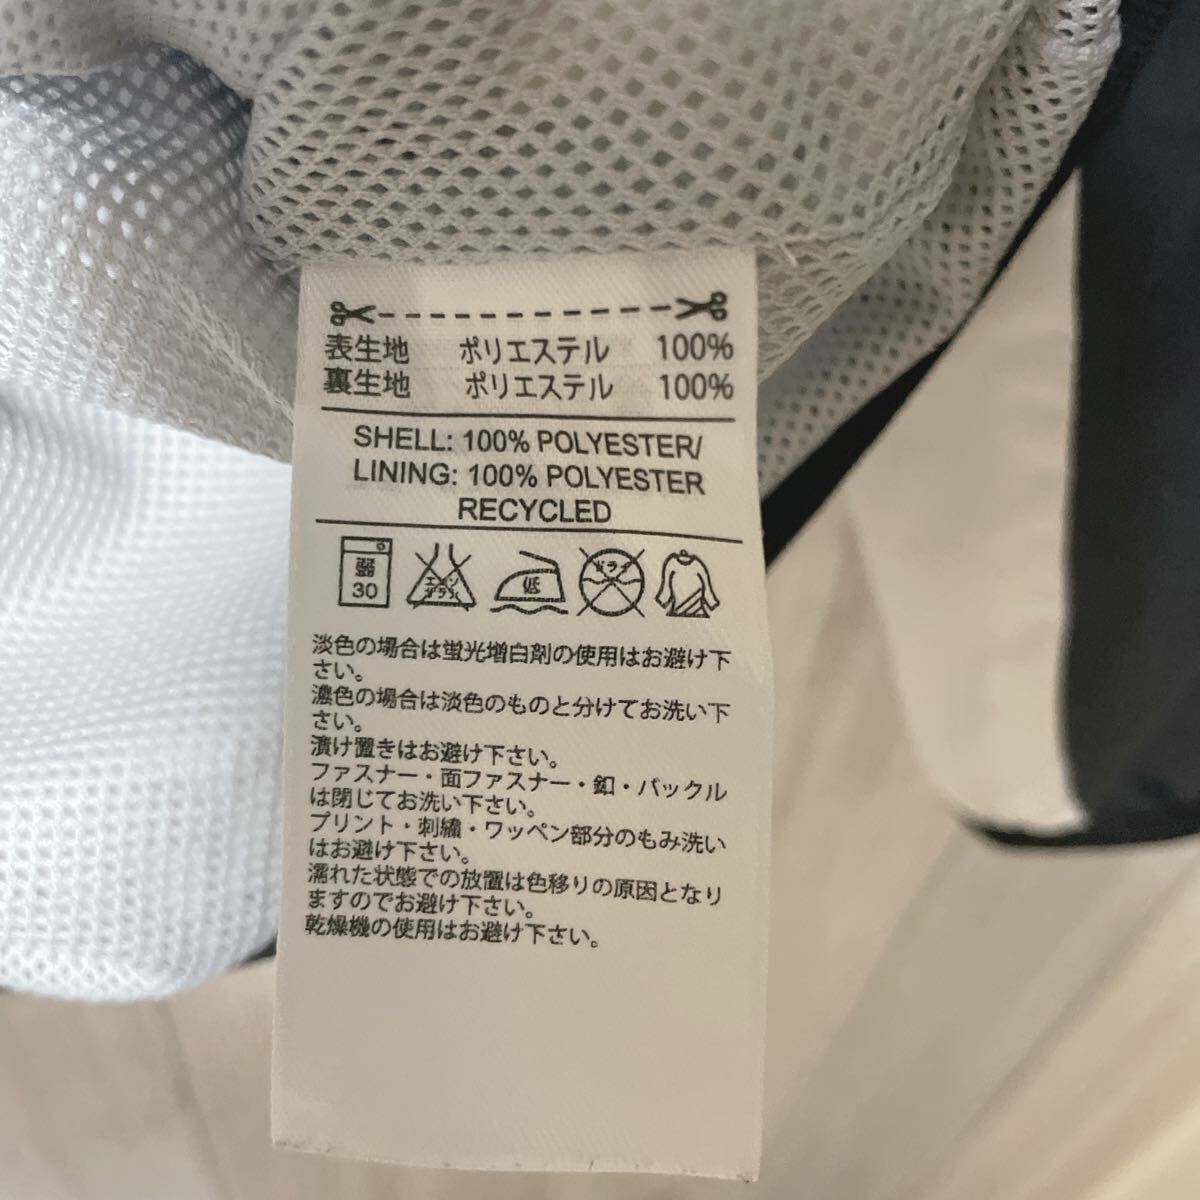 表生地 ポリエステル 100%
裏生地 ポリエステル 100%
SHELL: 100% POLYESTER/
LINING: 100% POLYESTER
RECYCLED
弱 30 エンソ サラシ 低 ドライ
淡色の場合は蛍光増白剤の使用はお避け下
さい。
濃色の場合は淡色のものと分けてお洗い下
さい。
漬け置きはお避け下さい。
ファスナー・面ファスナー・釦・バックル
は閉じてお洗い下さい。
プリント・刺繍・ワッペン部分のもみ洗い
はお避け下さい。
濡れた状態での放置は色移りの原因となり
ますのでお避け下さい。
乾燥機の使用はお避け下さい。